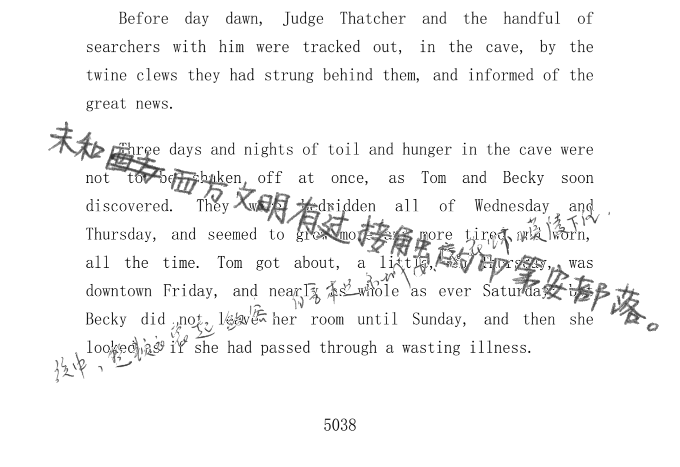 Before day dawn, Judge Thatcher and the handful of
searchers with him were tracked out, in the cave, by the
twine clews they had strung behind them, and informed of the
great news.
Three days and nights of toil and hunger in the cave were
not to be shaken off at once, as Tom and Becky soon
discovered. They were bedridden all of Wednesday and
Thursday, and seemed to grow more and more tired and worn,
all the time. Tom got about, a little, on Thursday, was
downtown Friday, and nearly as whole as ever Saturday; but
Becky did not leave her room until Sunday, and then she
looked as if she had passed through a wasting illness.
未和西方文明有过接触的印第安部落。
5038